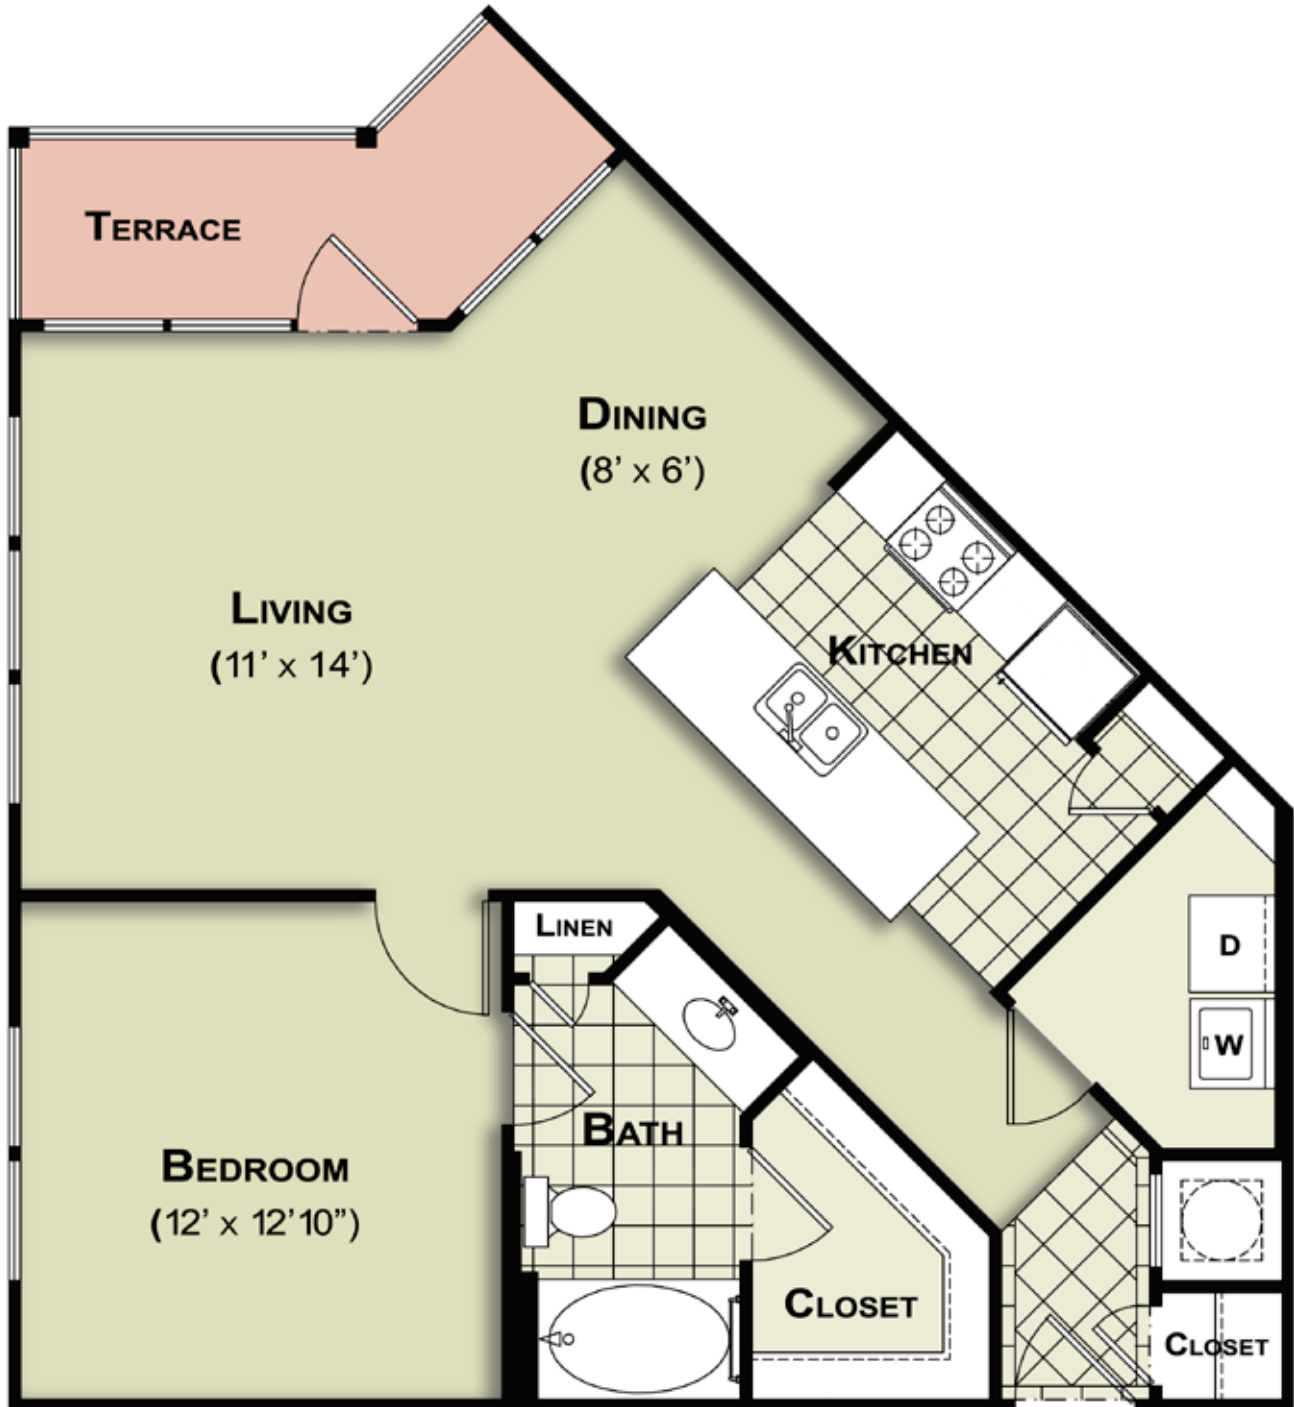 Terrace
Dining
(8’ x 6’)
Living
(11’ x 14’)
Kitchen
Linen
D
W
Bath
Bedroom
(12’ x 12’10”)
Closet
Closet